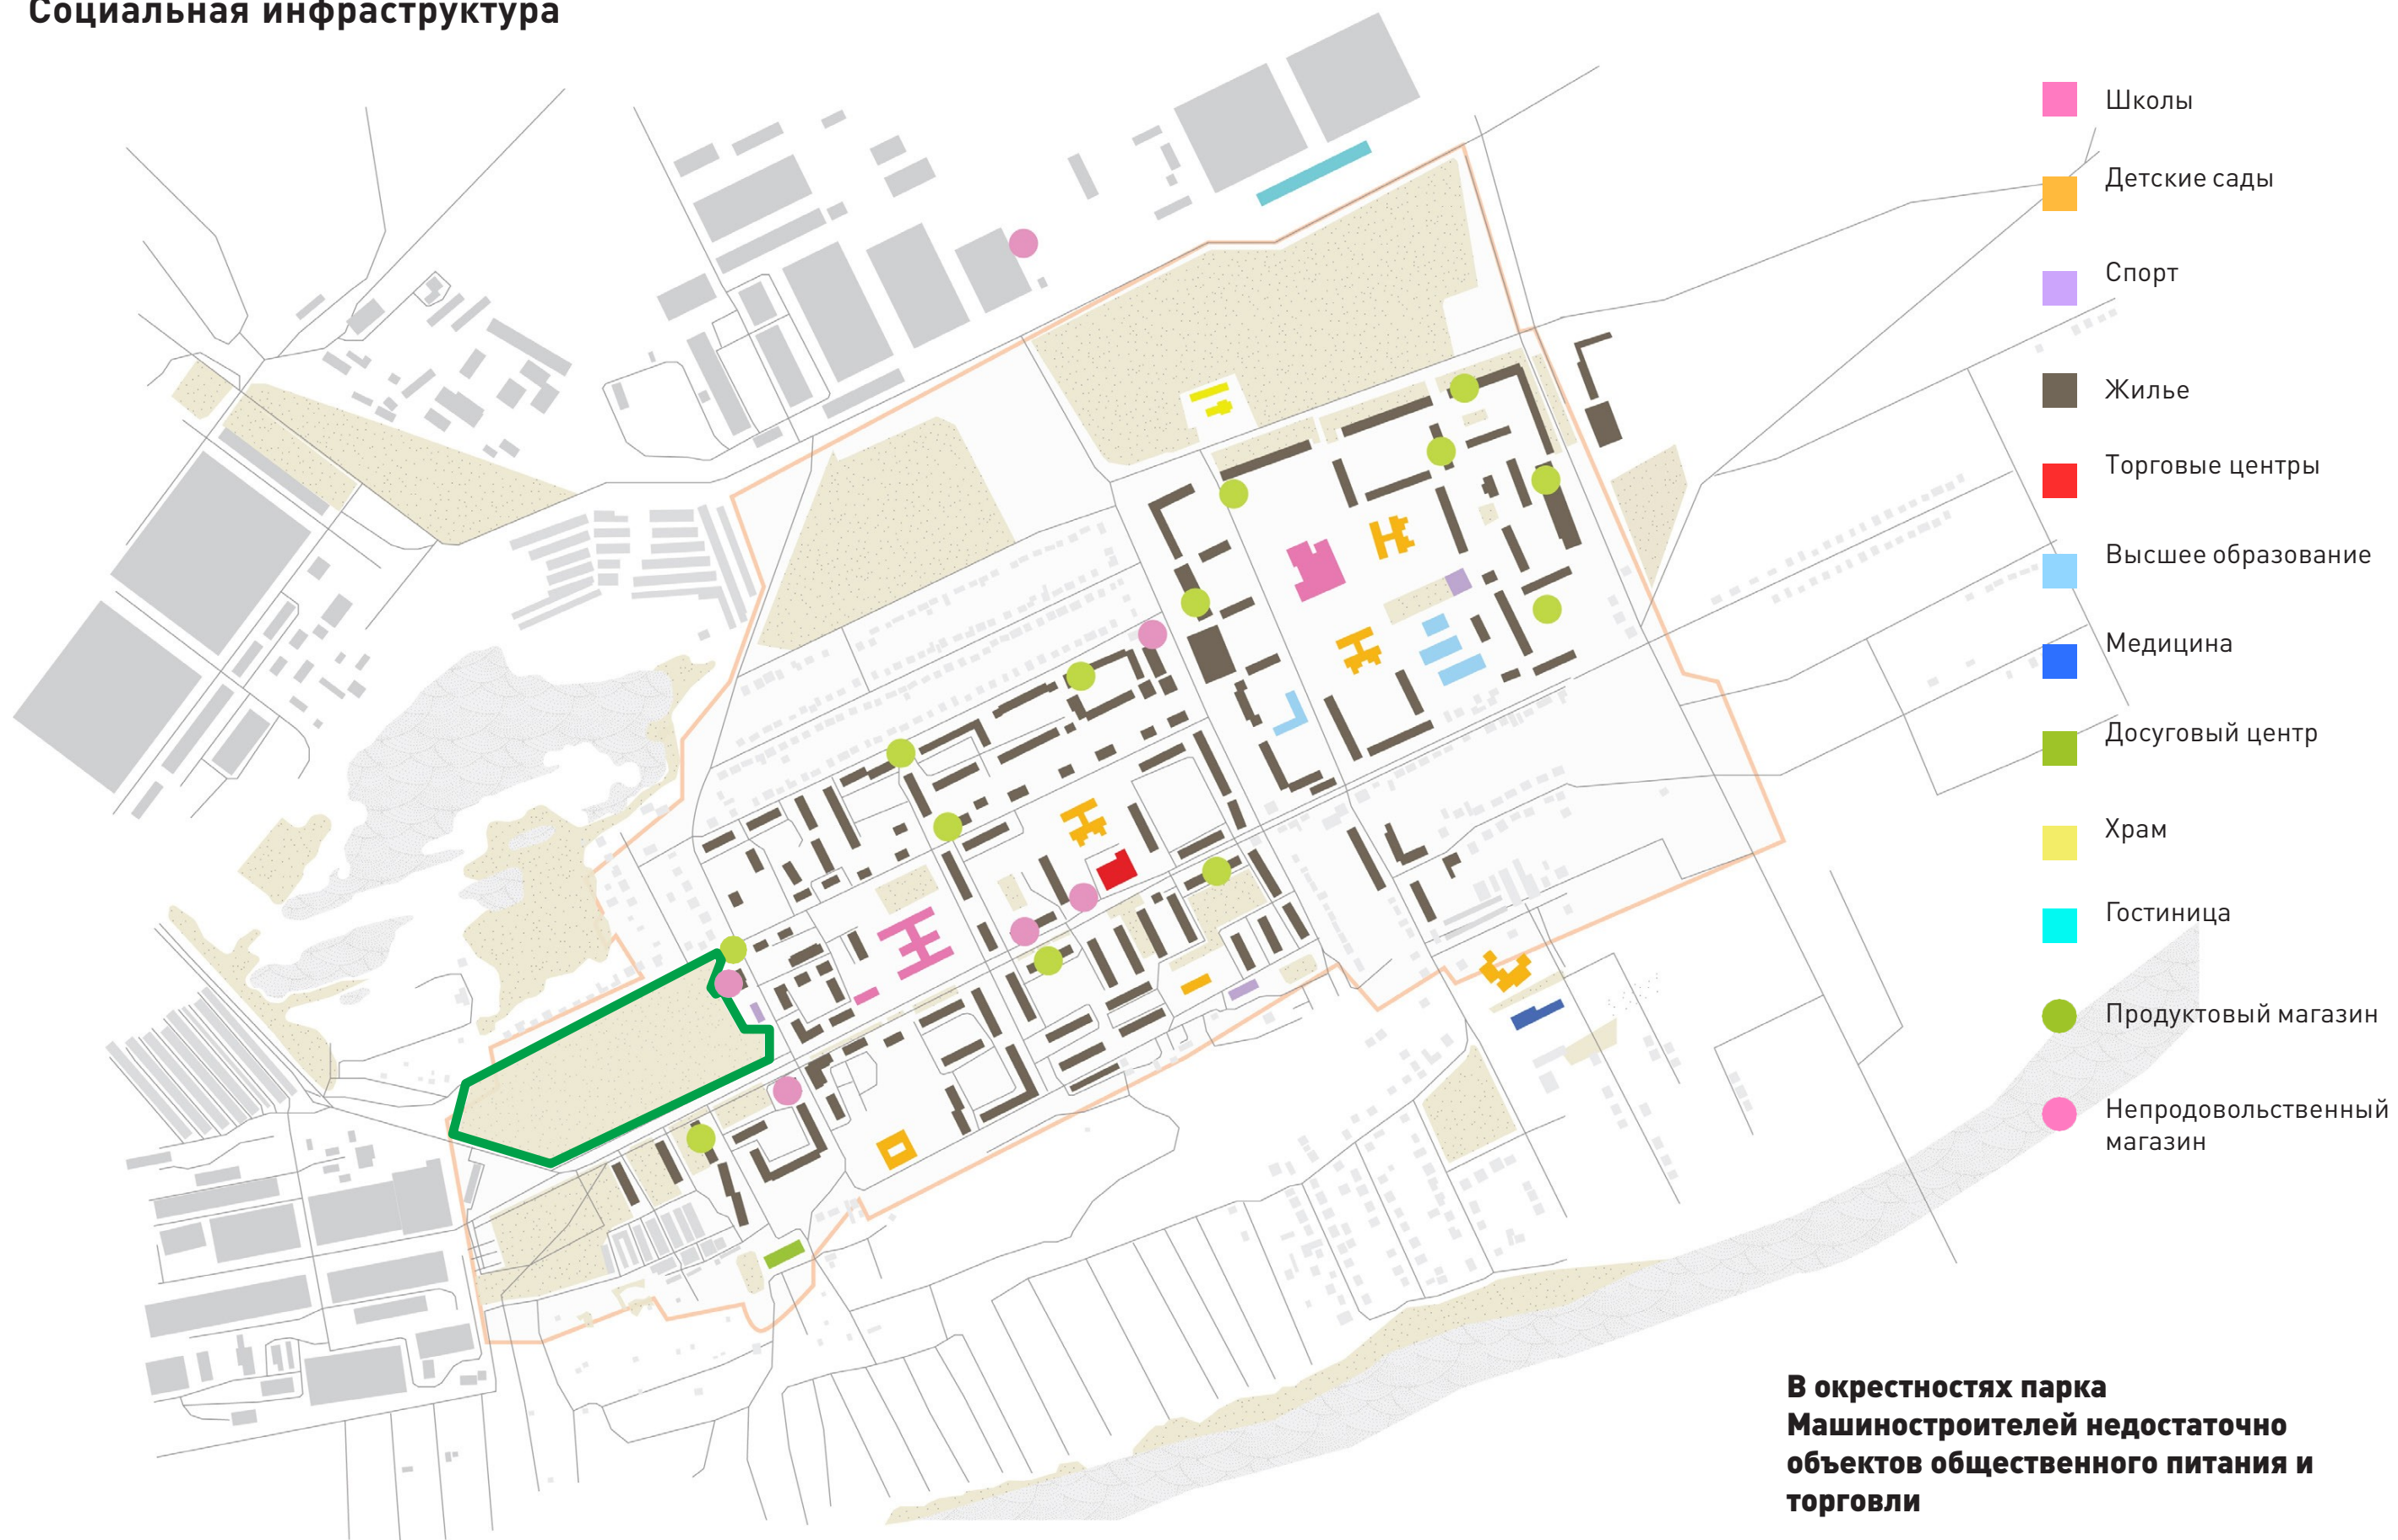 Социальная инфраструктура
Школы
Детские сады
Спорт
Жилье
Торговые центры
Высшее образование
Медицина
Досуговый центр
Храм
Гостиница
Продуктовый магазин
Непродовольственный
магазин
В окрестностях парка
Машиностроителей недостаточно
объектов общественного питания и
торговли